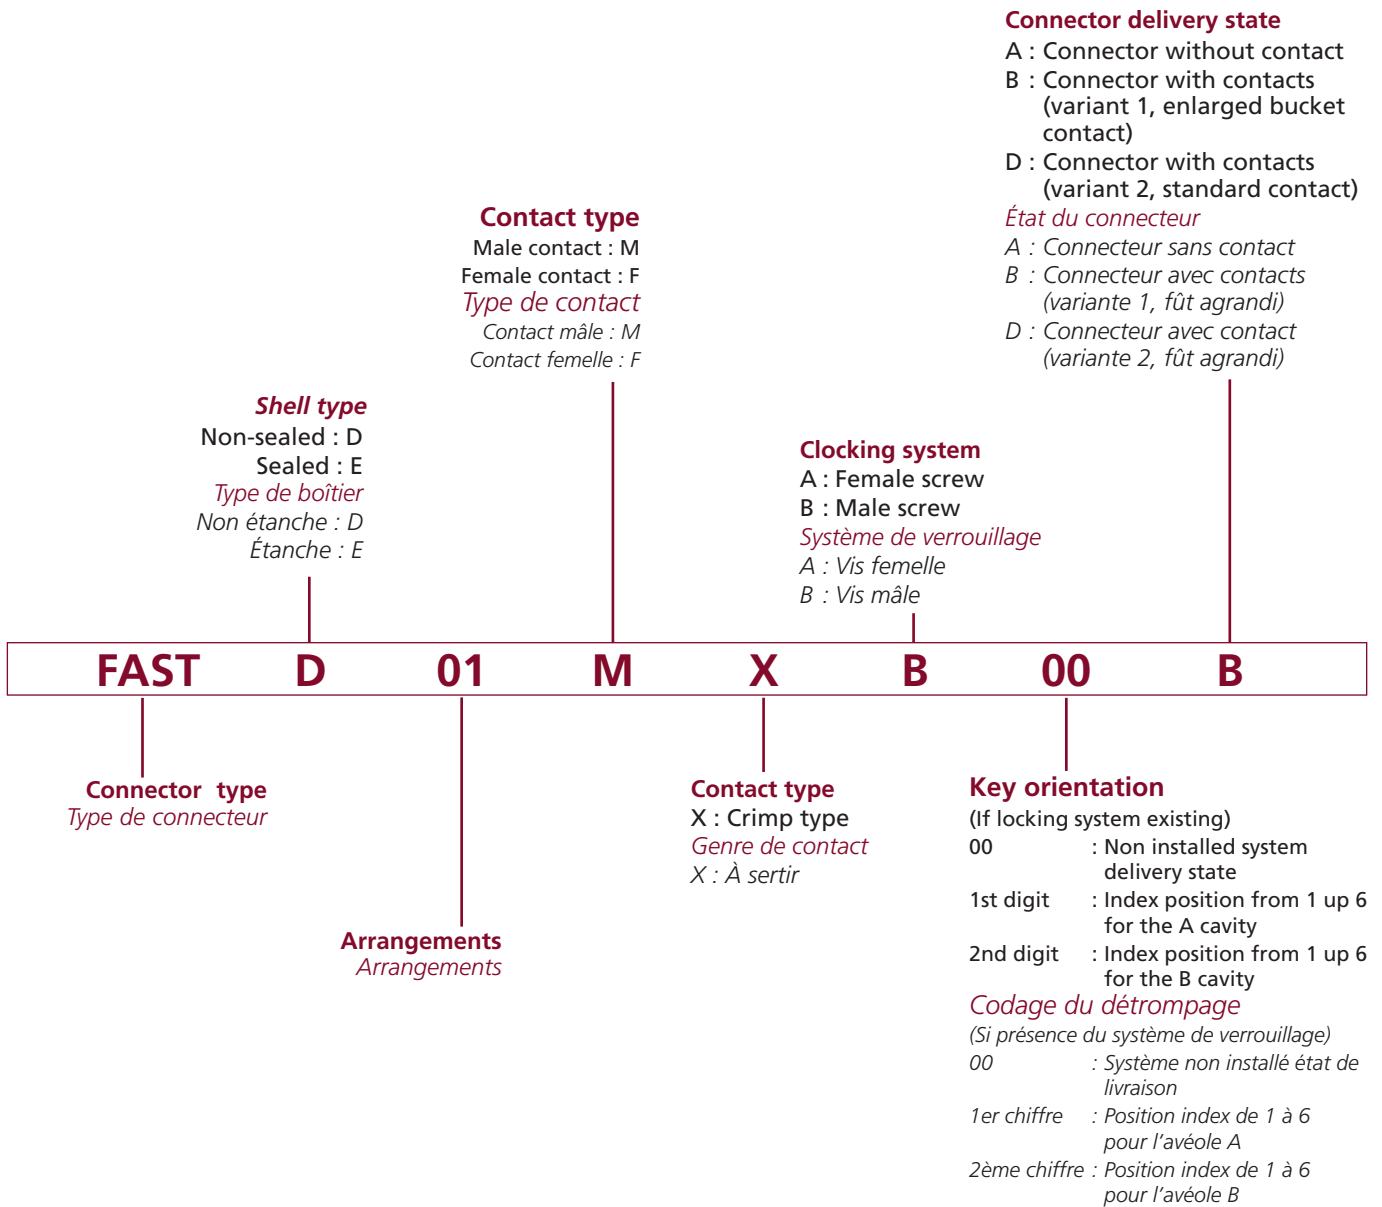 Connector delivery state
A : Connector without contact
B : Connector with contacts
(variant 1, enlarged bucket
contact)
D : Connector with contacts
(variant 2, standard contact)
État du connecteur
A : Connecteur sans contact
B : Connecteur avec contacts
(variante 1, fût agrandi)
D : Connecteur avec contact
(variante 2, fût agrandi)
Contact type
Male contact : M
Female contact : F
Type de contact
Contact mâle : M
Contact femelle : F
Shell type
Non-sealed : D
Sealed : E
Type de boîtier
Non étanche : D
Étanche : E
Clocking system
A : Female screw
B : Male screw
Système de verrouillage
A : Vis femelle
B : Vis mâle
FAST D 01 M X B 00 B
Connector type
Type de connecteur
Arrangements
Arrangements
Contact type
X : Crimp type
Genre de contact
X : À sertir
Key orientation
(If locking system existing)
00 : Non installed system
delivery state
1st digit : Index position from 1 up 6
for the A cavity
2nd digit : Index position from 1 up 6
for the B cavity
Codage du détrompage
(Si présence du système de verrouillage)
00 : Système non installé état de
livraison
1er chiffre : Position index de 1 à 6
pour l'avéole A
2ème chiffre : Position index de 1 à 6
pour l'avéole B